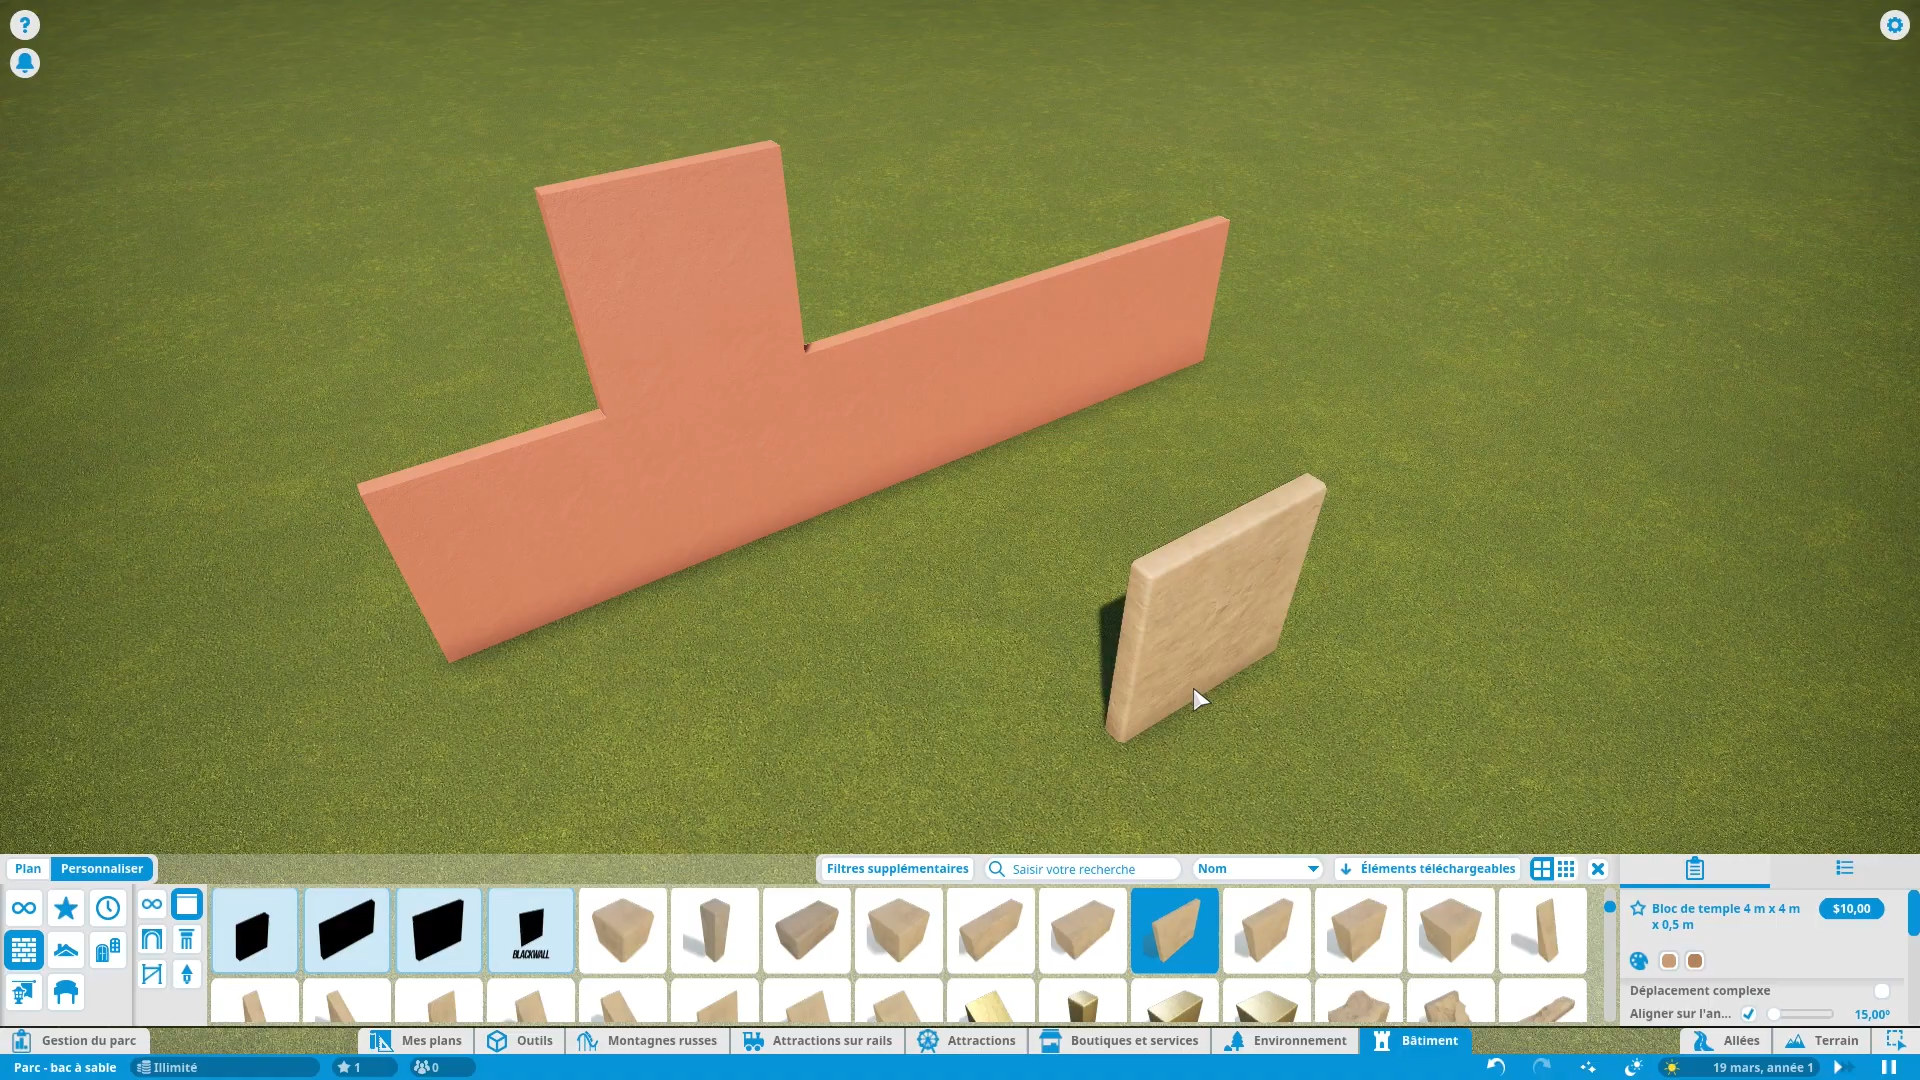 ?
Plan
Personnaliser
Filtres supplémentaires
Saisir votre recherche
Nom
Éléments téléchargeables
BLACKWALL
Bloc de temple 4 m x 4 m
x 0,5 m
$10,00
Déplacement complexe
Aligner sur l'an...
15,00°
Gestion du parc
Mes plans
Outils
Montagnes russes
Attractions sur rails
Attractions
Boutiques et services
Environnement
Bâtiment
Allées
Terrain
Parc - bac à sable
Illimité
1
0
19 mars, année 1